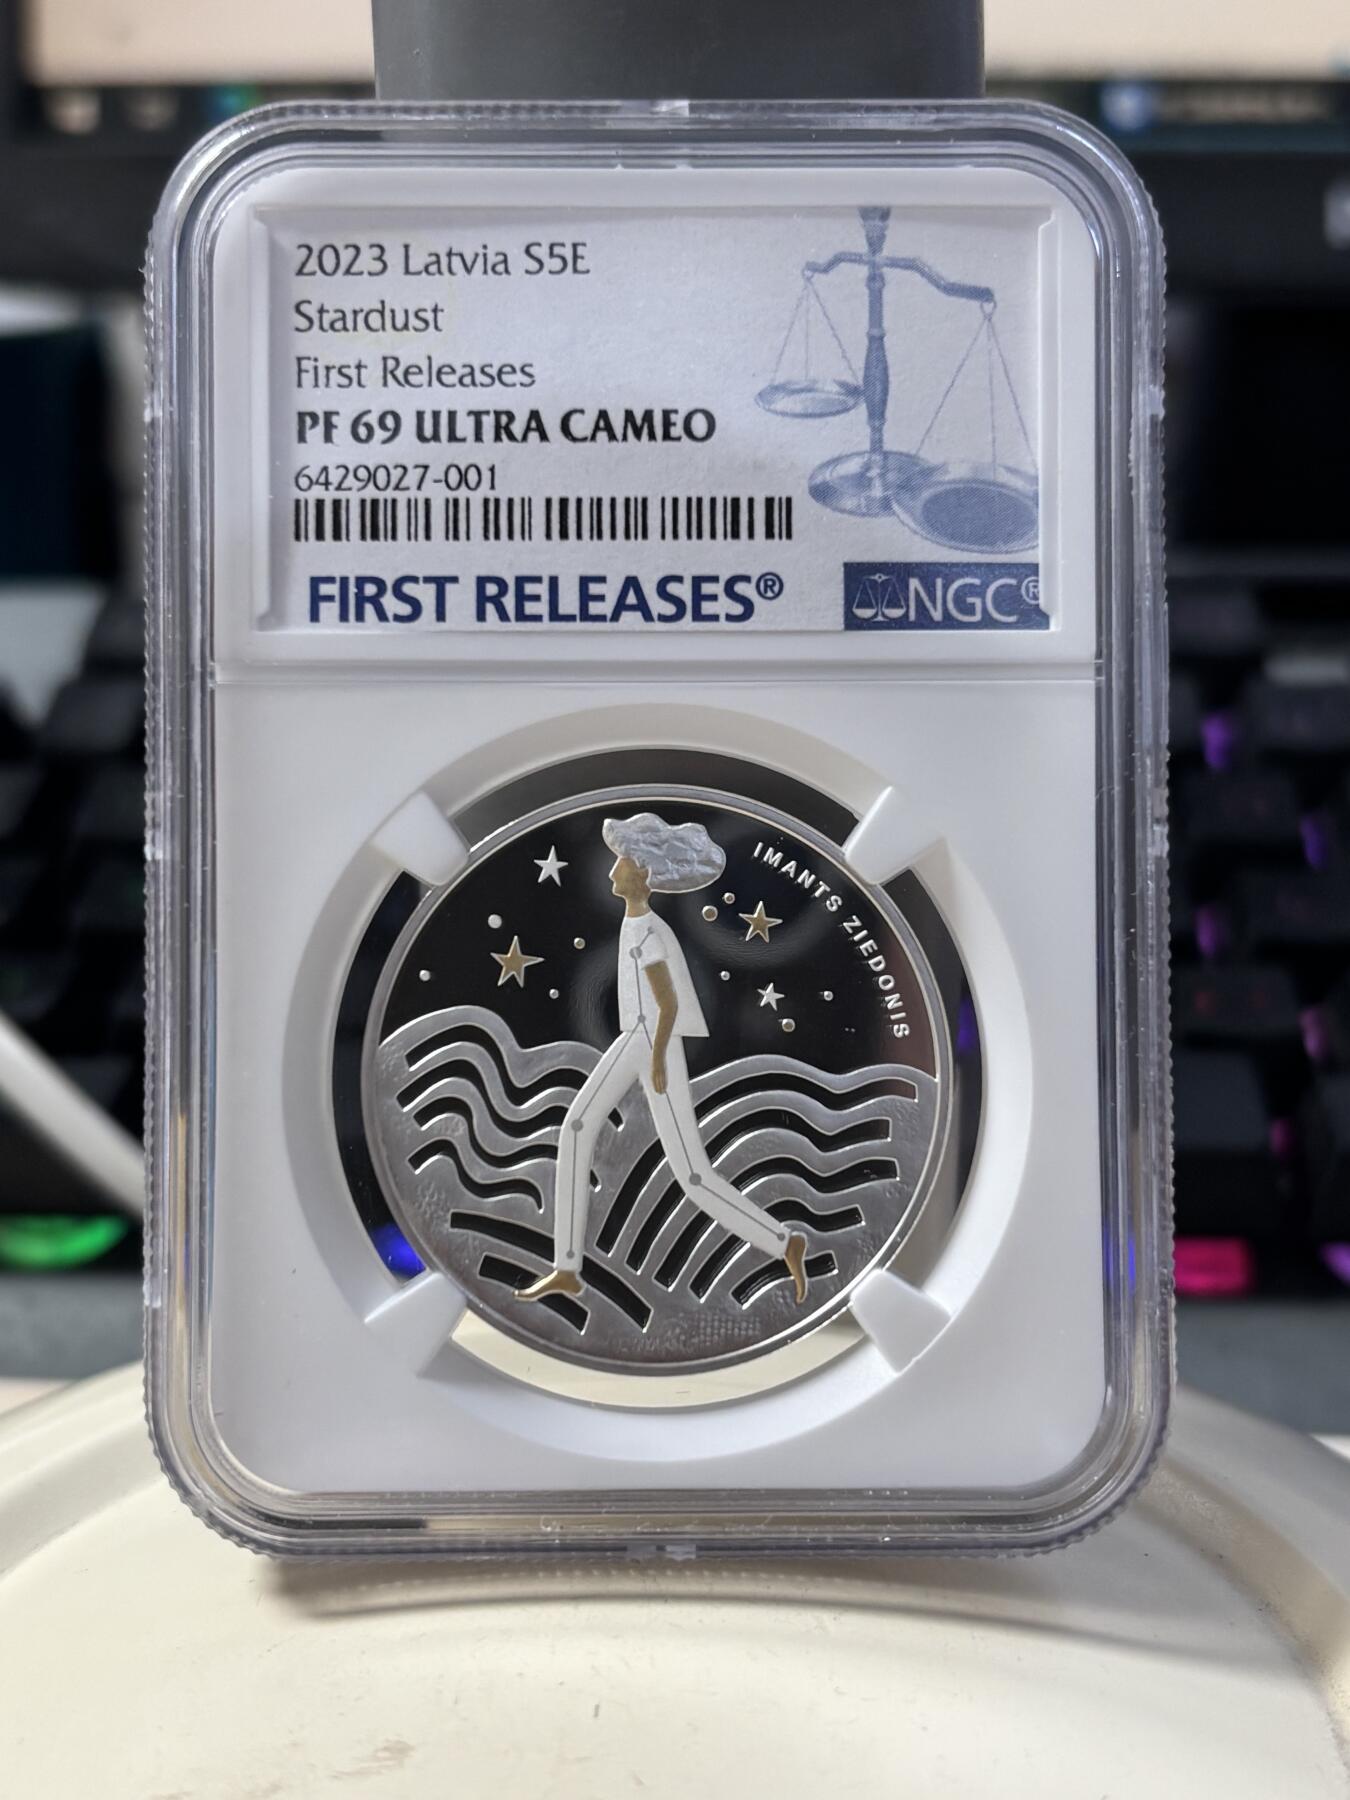 2023 Latvia S5E
Stardust
First Releases
PF 69 ULTRA CAMEO
6429027-001
FIRST RELEASES®
NGC®
IMANTS ZIEDONIS